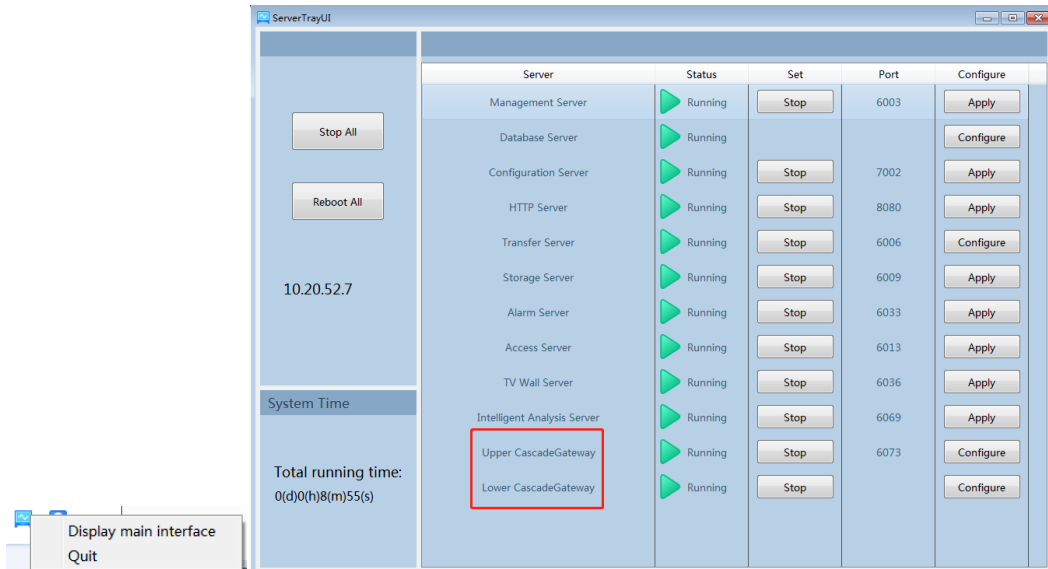 ServerTrayUI
Server Status Set Port Configure
Management Server Running Stop 6003 Apply
Database Server Running Configure
Configuration Server Running Stop 7002 Apply
HTTP Server Running Stop 8080 Apply
Transfer Server Running Stop 6006 Configure
Storage Server Running Stop 6009 Apply
Alarm Server Running Stop 6033 Apply
Access Server Running Stop 6013 Apply
TV Wall Server Running Stop 6036 Apply
Intelligent Analysis Server Running Stop 6069 Apply
Upper CascadeGateway Running Stop 6073 Configure
Lower CascadeGateway Running Stop Configure
Stop All
Reboot All
10.20.52.7
System Time
Total running time:
0(d)0(h)8(m)55(s)
Display main interface
Quit